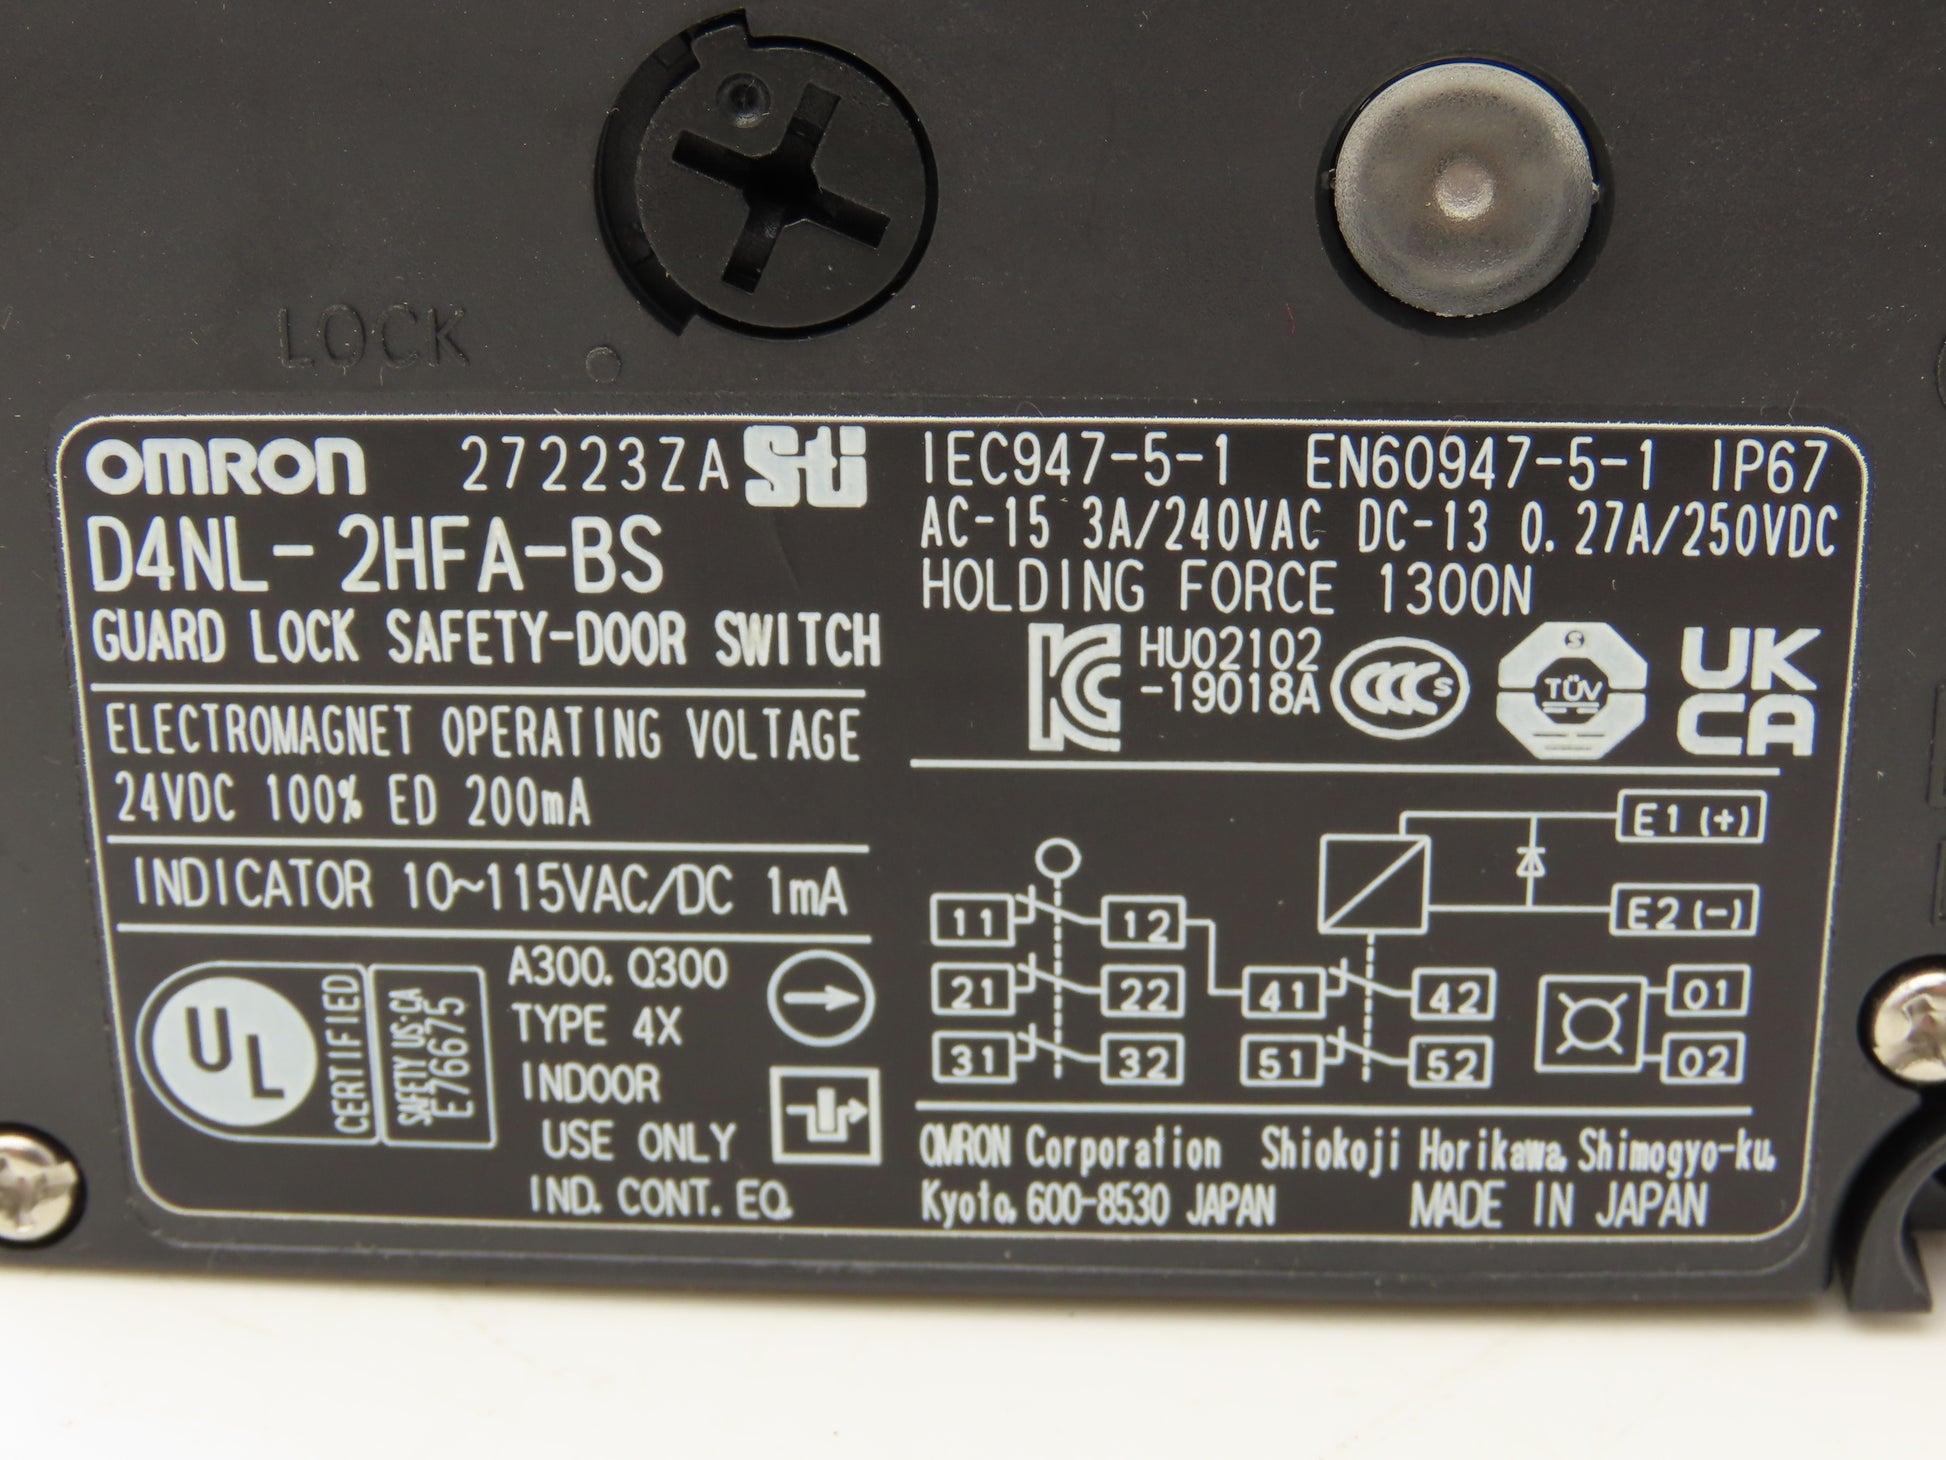 LOCK
OMRON 27223ZA Sti
D4NL-2HFA-BS
GUARD LOCK SAFETY-DOOR SWITCH
ELECTROMAGNET OPERATING VOLTAGE
24VDC 100% ED 200mA
INDICATOR 10~115VAC/DC 1mA
UL
CERTIFIED
SAFETY US-CA
E76675
A300. Q300
TYPE 4X
INDOOR
USE ONLY
IND. CONT. EQ.
IEC947-5-1 EN60947-5-1 IP67
AC-15 3A/240VAC DC-13 0.27A/250VDC
HOLDING FORCE 1300N
KC HU02102
-19018A
CCC S
S
TÜV
UK
CA
E1 (+)
E2 (-)
11 12
21 22 41 42 01
31 32 51 52 02
OMRON Corporation Shiokoji Horikawa, Shimogyo-ku,
Kyoto, 600-8530 JAPAN MADE IN JAPAN